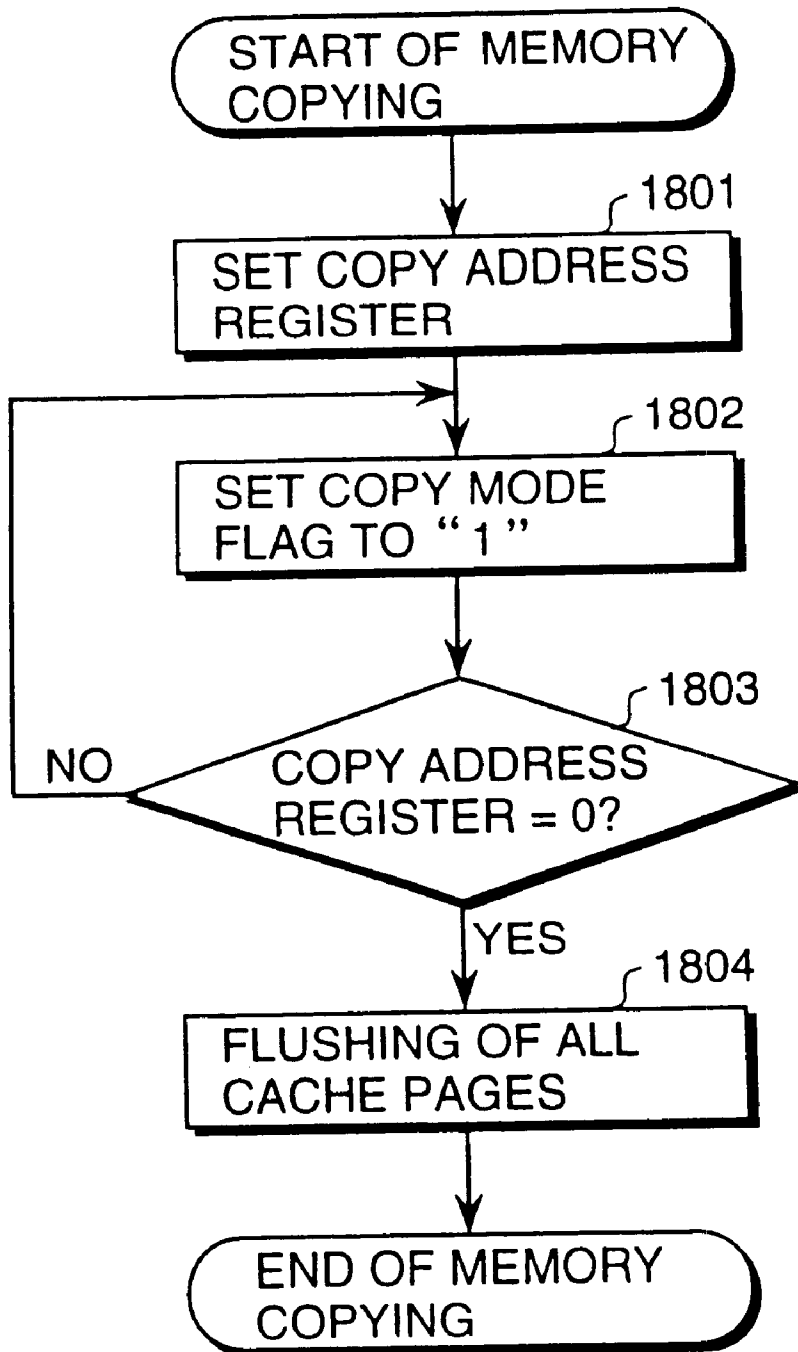 START OF MEMORY
COPYING
1801
SET COPY ADDRESS
REGISTER
1802
SET COPY MODE
FLAG TO “ 1 ”
1803
NO
COPY ADDRESS
REGISTER = 0?
YES
1804
FLUSHING OF ALL
CACHE PAGES
END OF MEMORY
COPYING